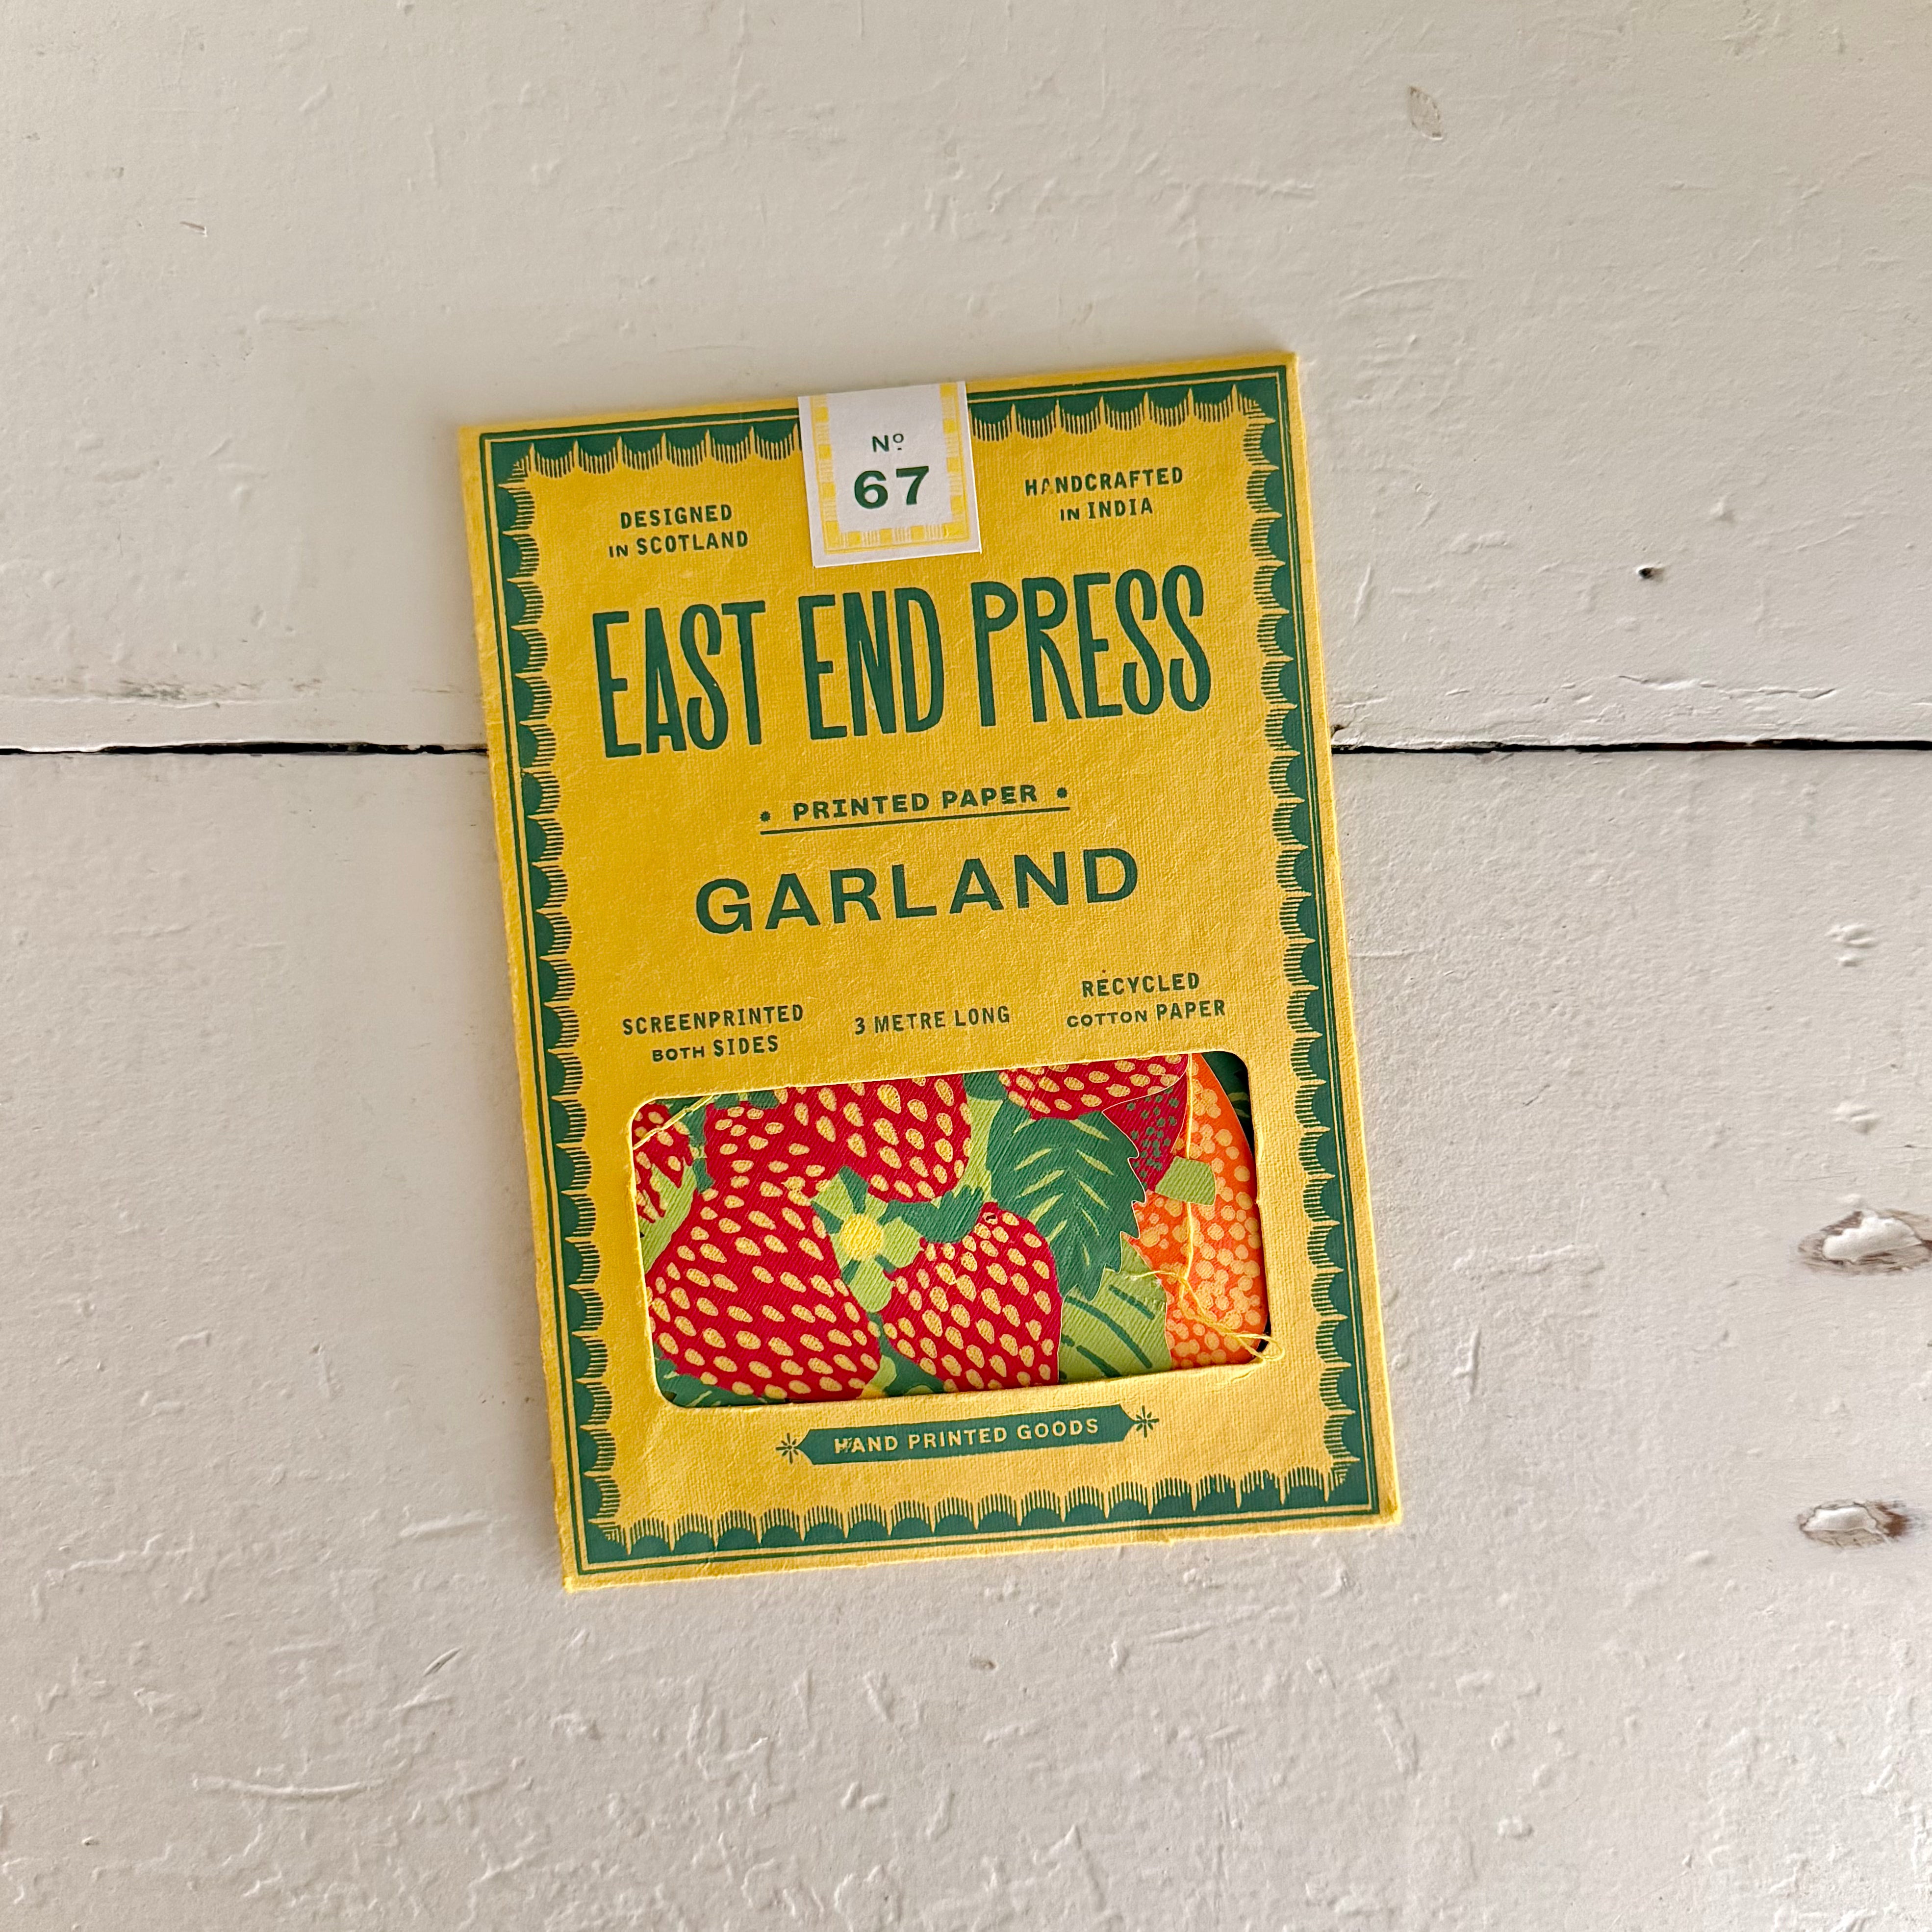 Nº
67
DESIGNED
IN SCOTLAND
HANDCRAFTED
IN INDIA
EAST END PRESS
• PRINTED PAPER •
GARLAND
SCREENPRINTED
BOTH SIDES
3 METRE LONG
RECYCLED
COTTON PAPER
HAND PRINTED GOODS